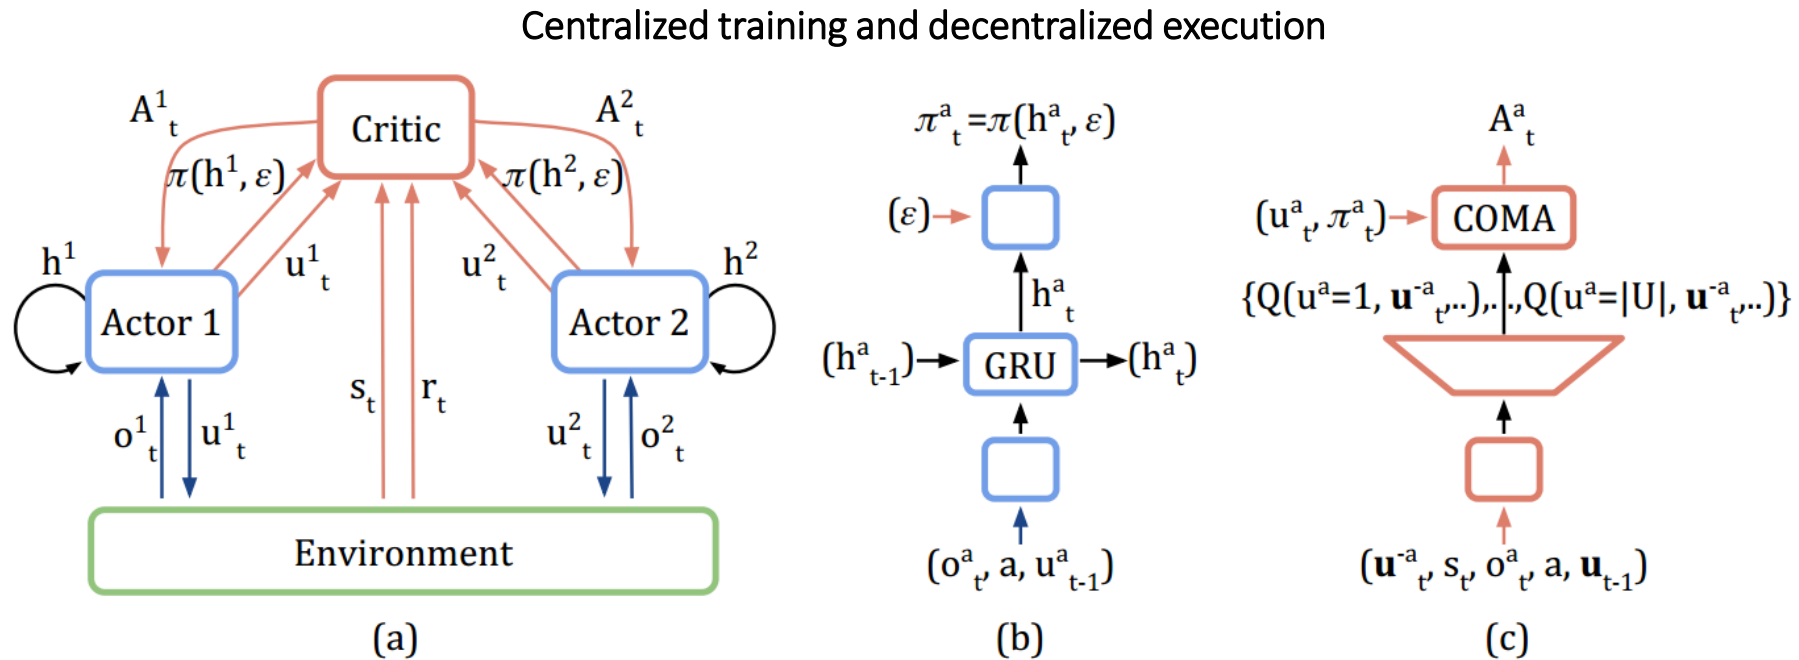 Centralized training and decentralized execution
A¹ₜ
Critic
A²ₜ
π(h¹, ε)
π(h², ε)
h¹
u¹ₜ
u²ₜ
h²
Actor 1
Actor 2
sₜ
rₜ
o¹ₜ
u¹ₜ
u²ₜ
o²ₜ
Environment
(a)
πᵃₜ=π(hᵃₜ, ε)
(ε)
hᵃₜ
(hᵃₜ₋₁)
GRU
(hᵃₜ)
(oᵃₜ, a, uᵃₜ₋₁)
(b)
Aᵃₜ
(uᵃₜ, πᵃₜ)
COMA
{Q(uᵃ=1, u⁻ᵃₜ,..),...,Q(uᵃ=|U|, u⁻ᵃₜ,..)}
(u⁻ᵃₜ, sₜ, oᵃₜ, a, uₜ₋₁)
(c)